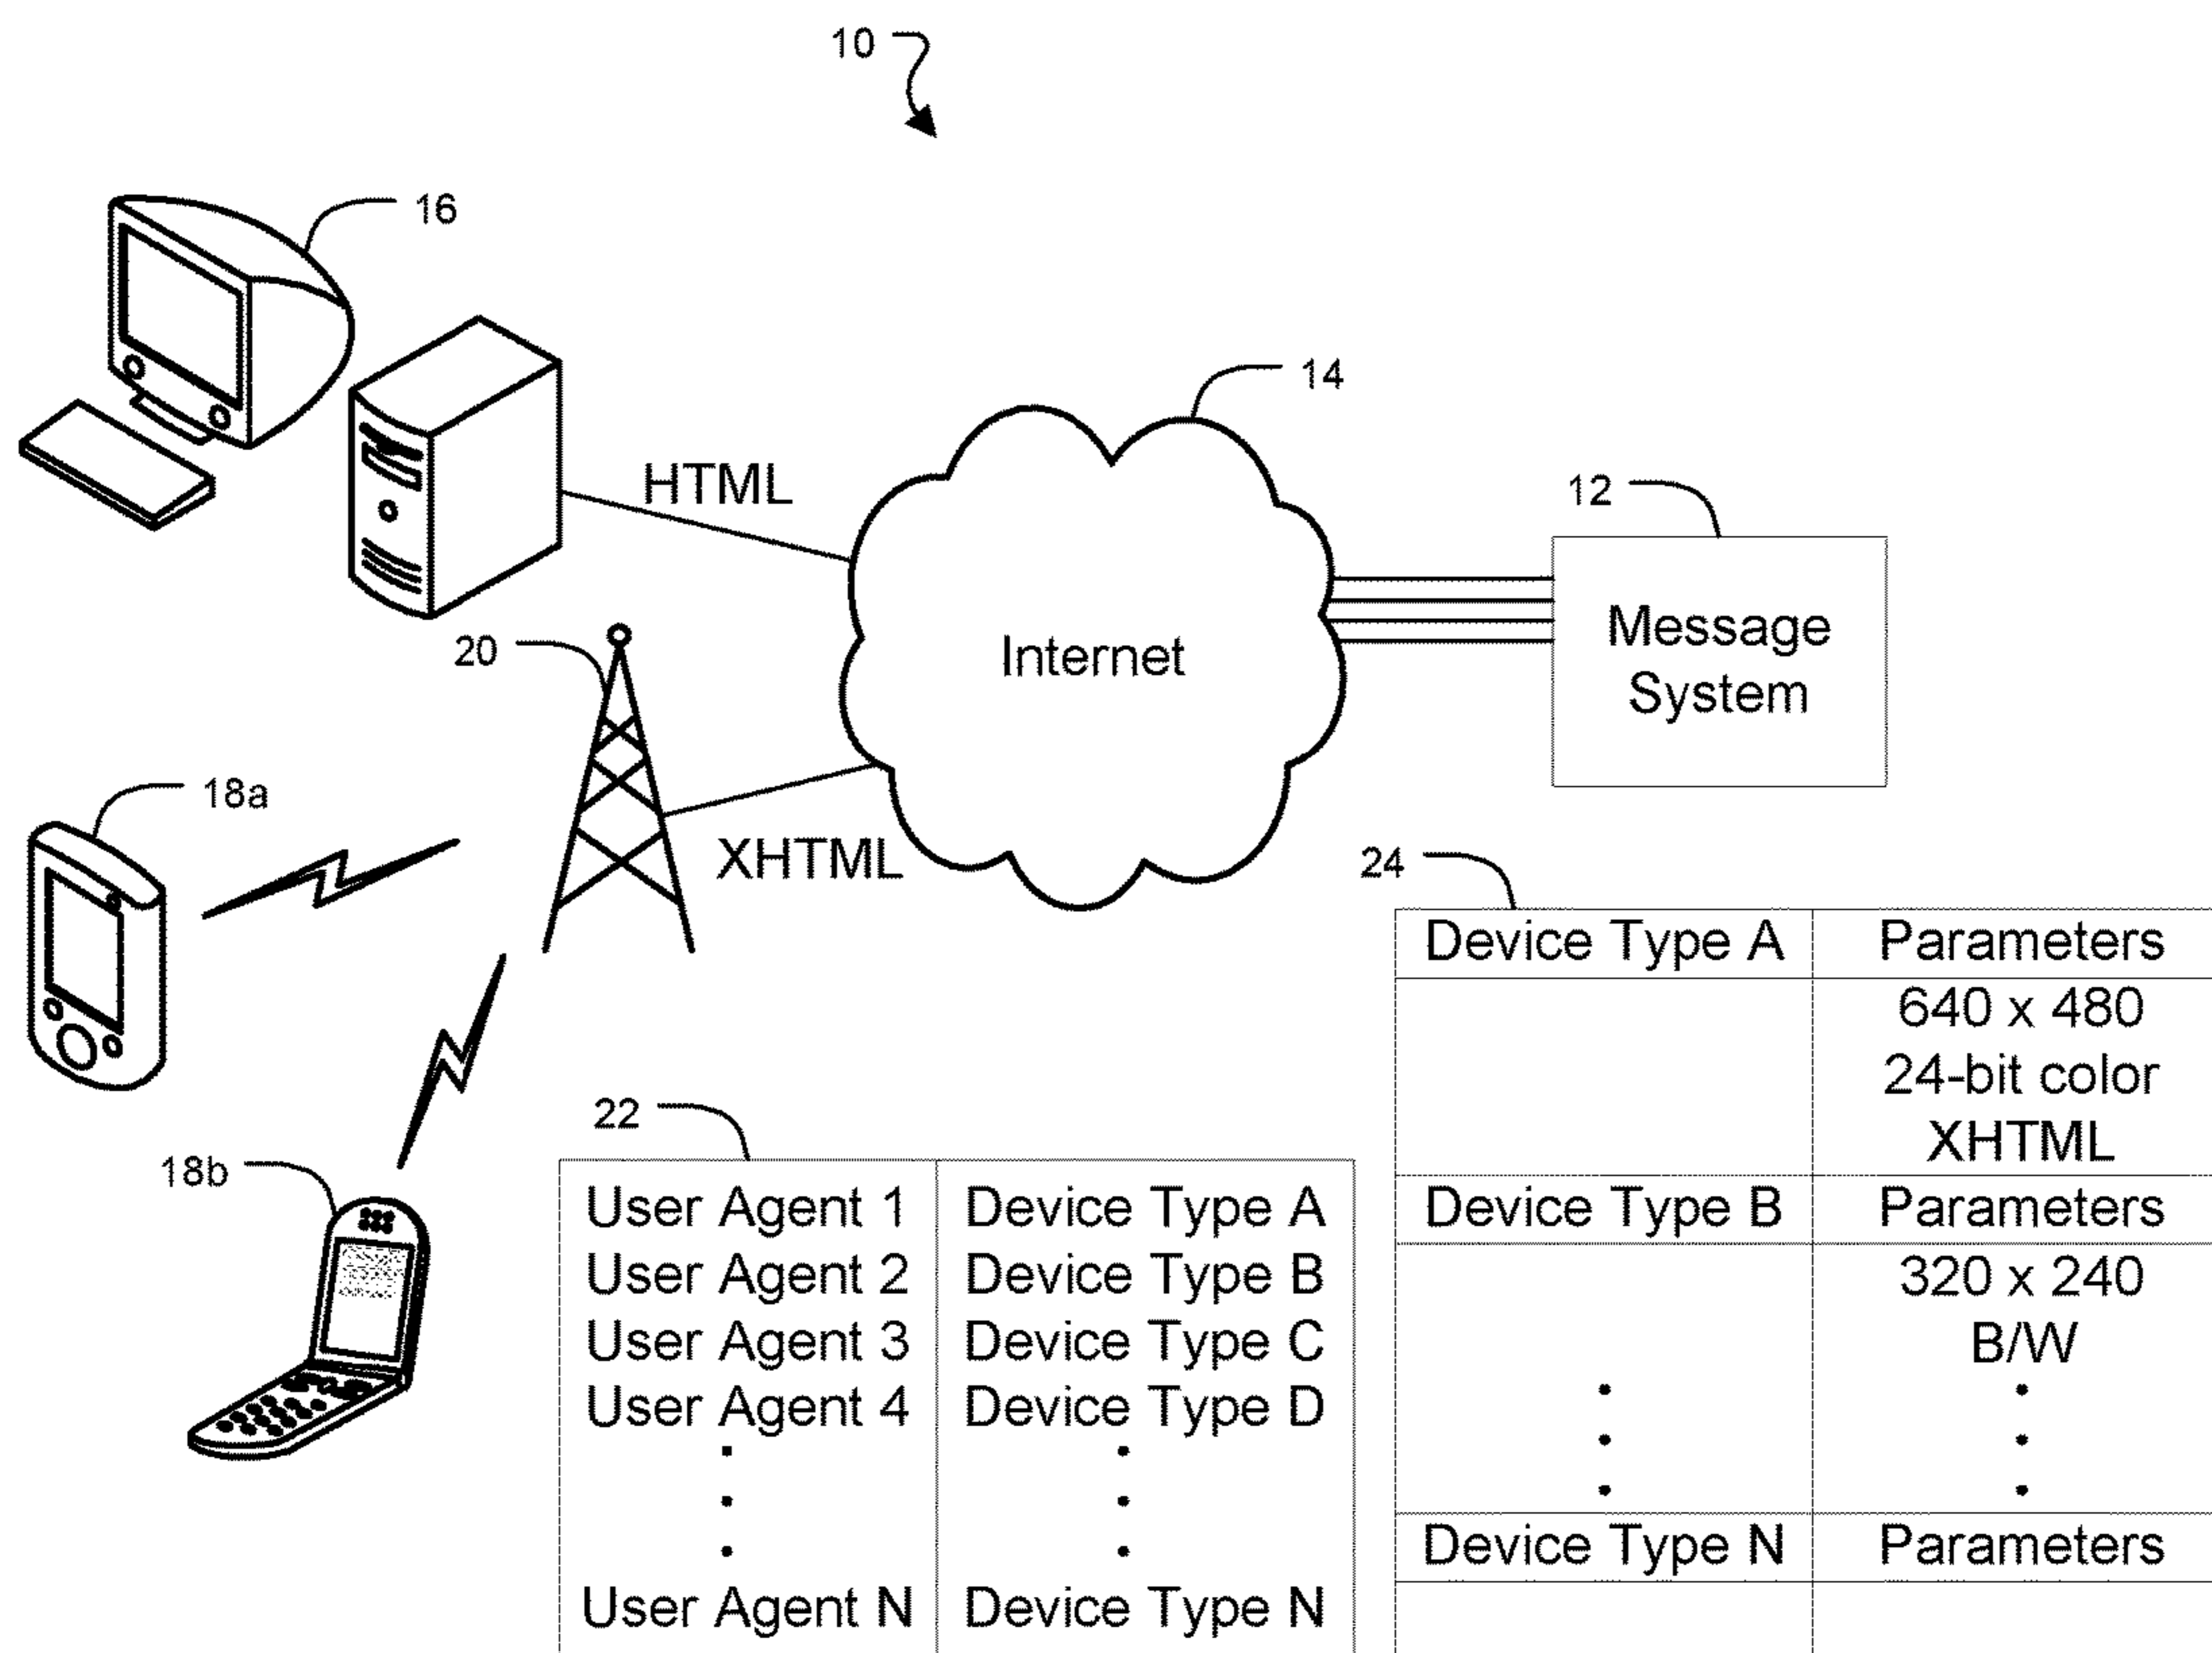 10
16
14
HTML
12
Internet
Message
System
20
18a
XHTML
24
Device Type A Parameters
640 x 480
24-bit color
XHTML
Device Type B Parameters
320 x 240
B/W
Device Type N Parameters
22
18b
User Agent 1 Device Type A
User Agent 2 Device Type B
User Agent 3 Device Type C
User Agent 4 Device Type D
User Agent N Device Type N